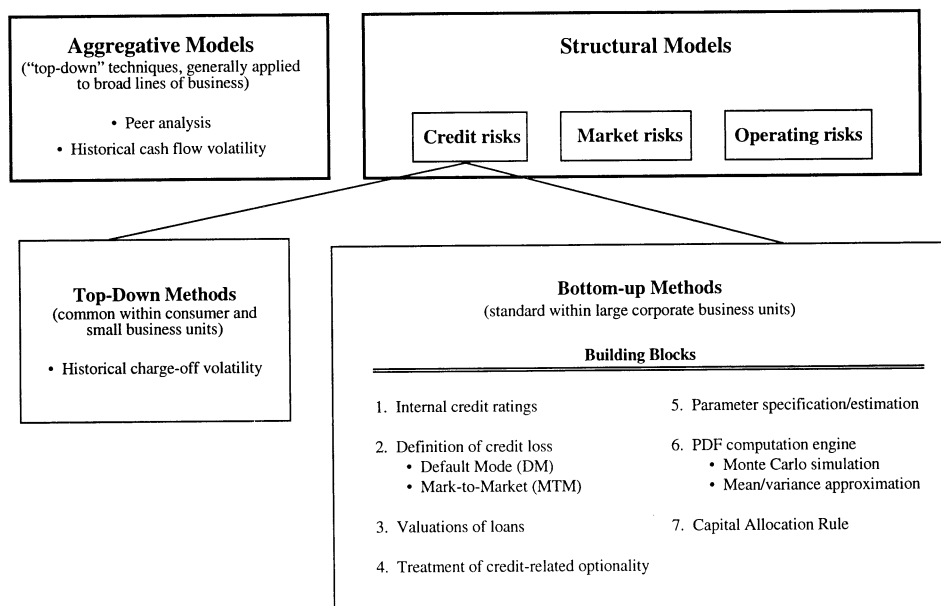 Aggregative Models
(“top-down” techniques, generally applied
to broad lines of business)
• Peer analysis
• Historical cash flow volatility
Structural Models
Credit risks
Market risks
Operating risks
Top-Down Methods
(common within consumer and
small business units)
• Historical charge-off volatility
Bottom-up Methods
(standard within large corporate business units)
Building Blocks
1. Internal credit ratings
2. Definition of credit loss
• Default Mode (DM)
• Mark-to-Market (MTM)
3. Valuations of loans
4. Treatment of credit-related optionality
5. Parameter specification/estimation
6. PDF computation engine
• Monte Carlo simulation
• Mean/variance approximation
7. Capital Allocation Rule